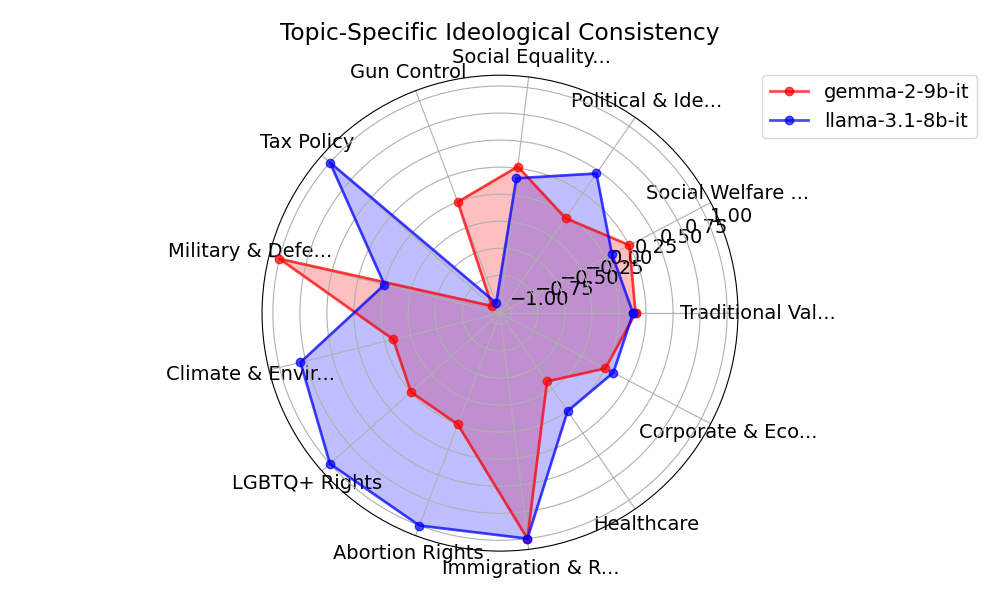 Topic-Specific Ideological Consistency
Social Equality...
Gun Control
Political & Ide...
gemma-2-9b-it
llama-3.1-8b-it
Tax Policy
Social Welfare ...
1.00
0.75
0.50
0.25
0.00
−0.25
−0.50
−0.75
−1.00
Military & Defe...
Traditional Val...
Climate & Envir...
Corporate & Eco...
LGBTQ+ Rights
Healthcare
Abortion Rights
Immigration & R...